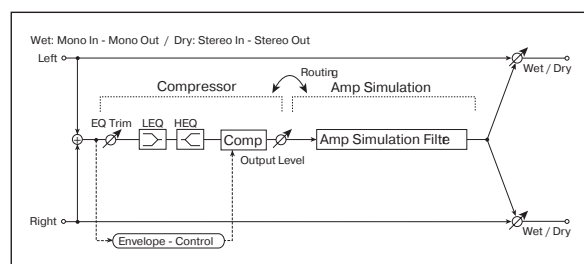 Wet: Mono In - Mono Out / Dry: Stereo In - Stereo Out
Left
Wet / Dry
Routing
Compressor
Amp Simulation
EQ Trim
LEQ
HEQ
Comp
Output Level
Amp Simulation Filte
Right
Wet / Dry
Envelope - Control